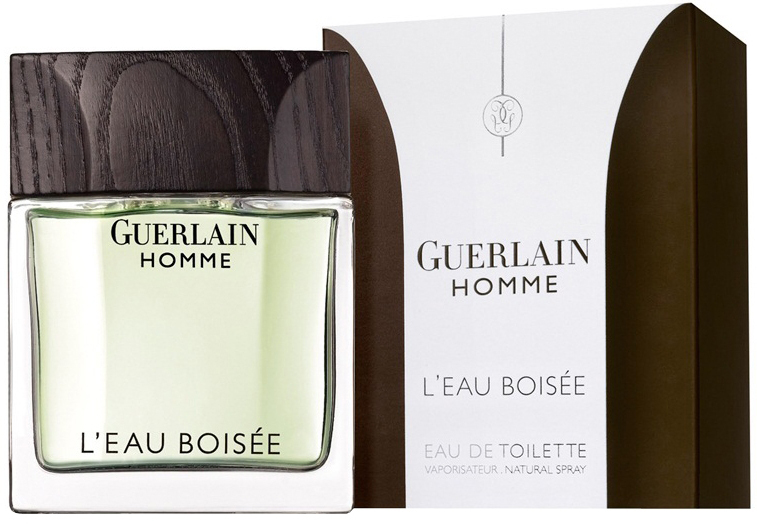 GUERLAIN
HOMME
L'EAU BOISÉE
GUERLAIN
HOMME
L'EAU BOISÉE
EAU DE TOILETTE
VAPORISATEUR . NATURAL SPRAY